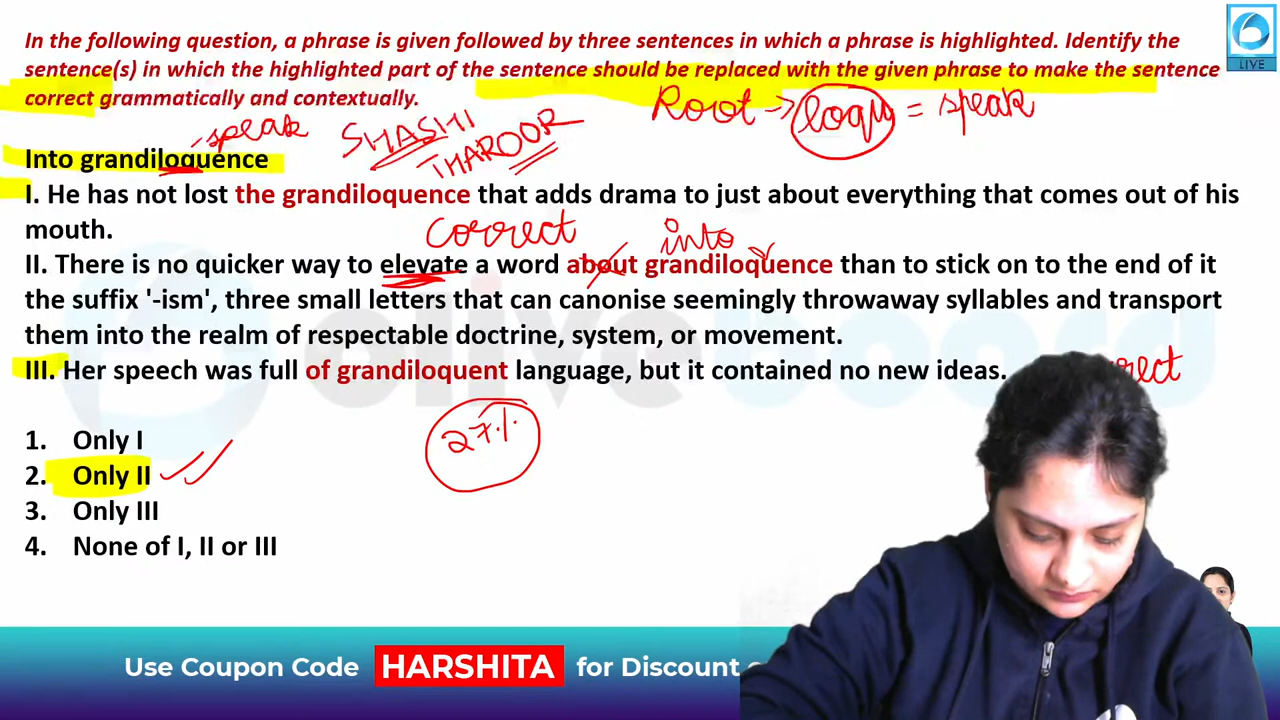 In the following question, a phrase is given followed by three sentences in which a phrase is highlighted. Identify the
LIVE
sentence(s) in which the highlighted part of the sentence should be replaced with the given phrase to make the sentence
correct grammatically and contextually.
Root → loqu = speak
speak SHASHI THAROOR
Into grandiloquence
I. He has not lost the grandiloquence that adds drama to just about everything that comes out of his
mouth.
correct into
II. There is no quicker way to elevate a word about grandiloquence than to stick on to the end of it
the suffix '-ism', three small letters that can canonise seemingly throwaway syllables and transport
them into the realm of respectable doctrine, system, or movement.
III. Her speech was full of grandiloquent language, but it contained no new ideas.
27%
1. Only I
2. Only II
3. Only III
4. None of I, II or III
Use Coupon Code HARSHITA for Discount